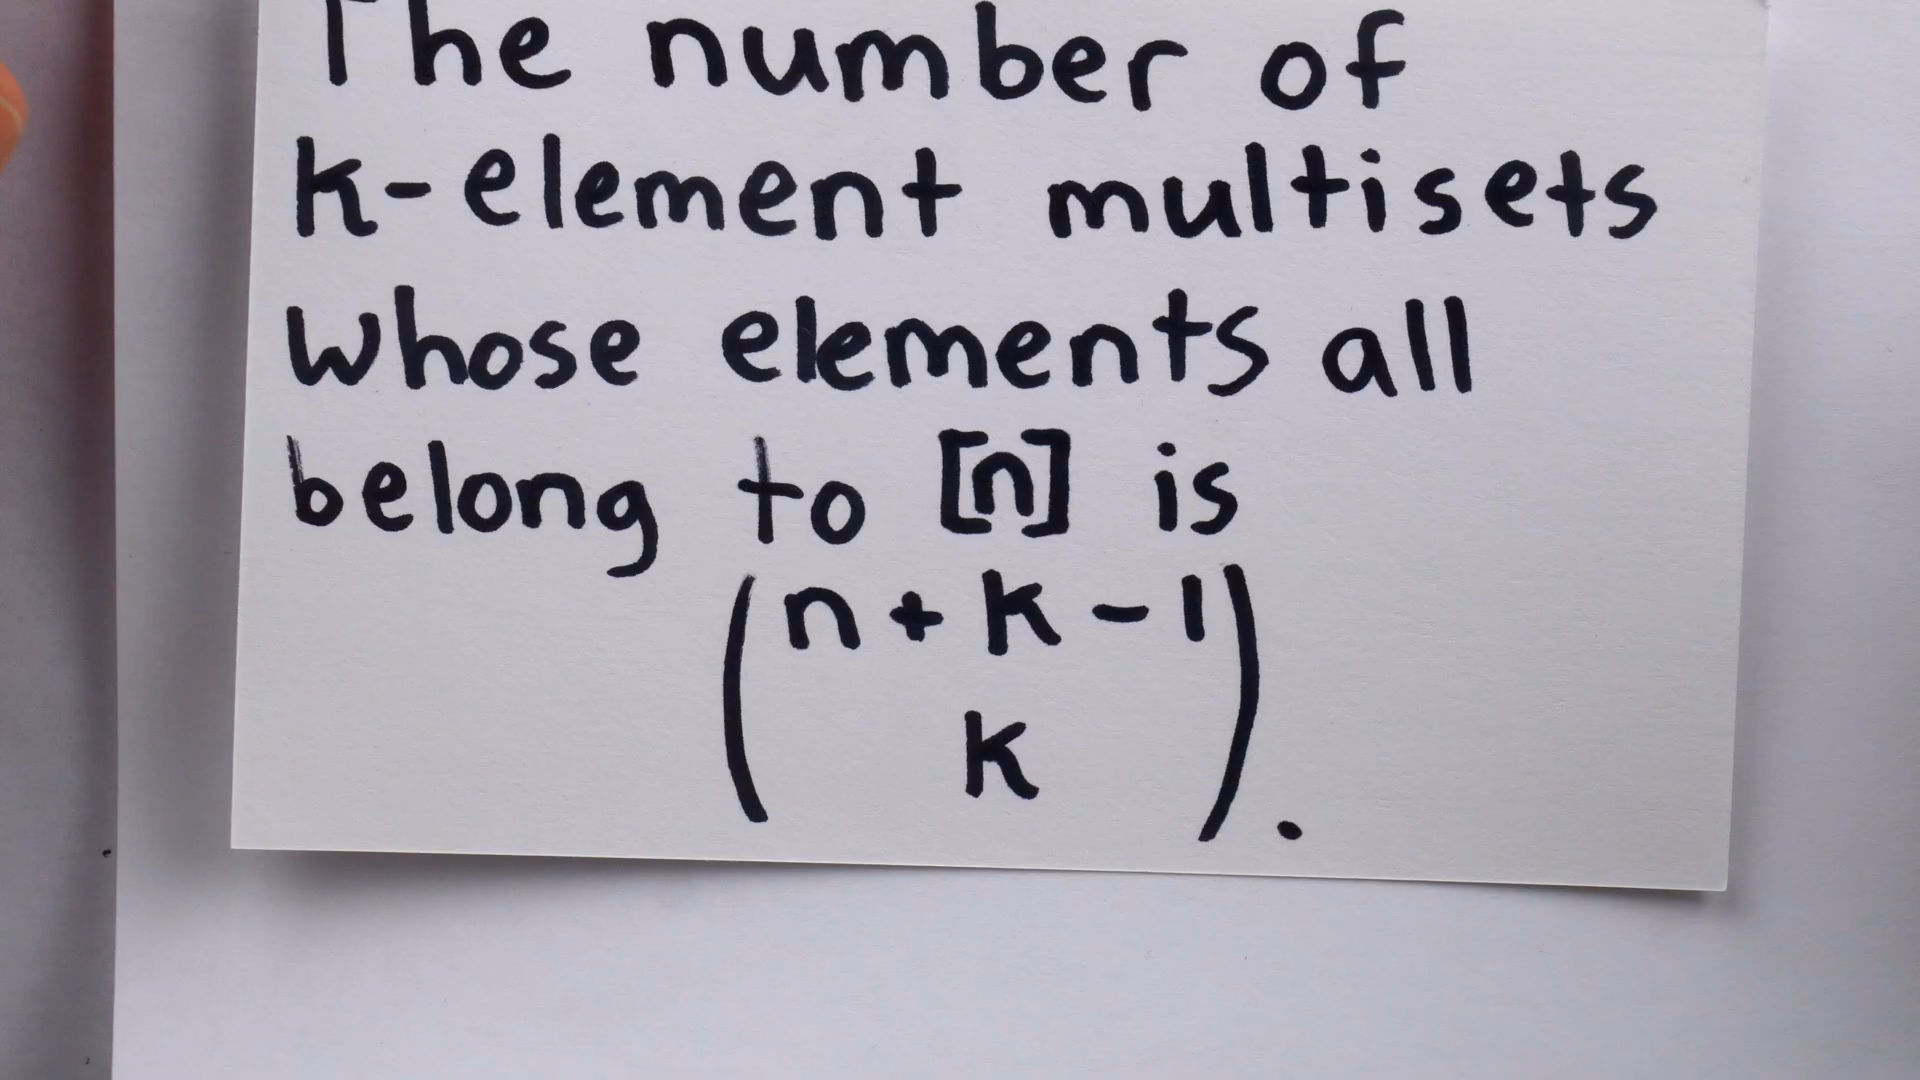 The number of
k-element multisets
whose elements all
belong to [n] is
(n+k-1
k).